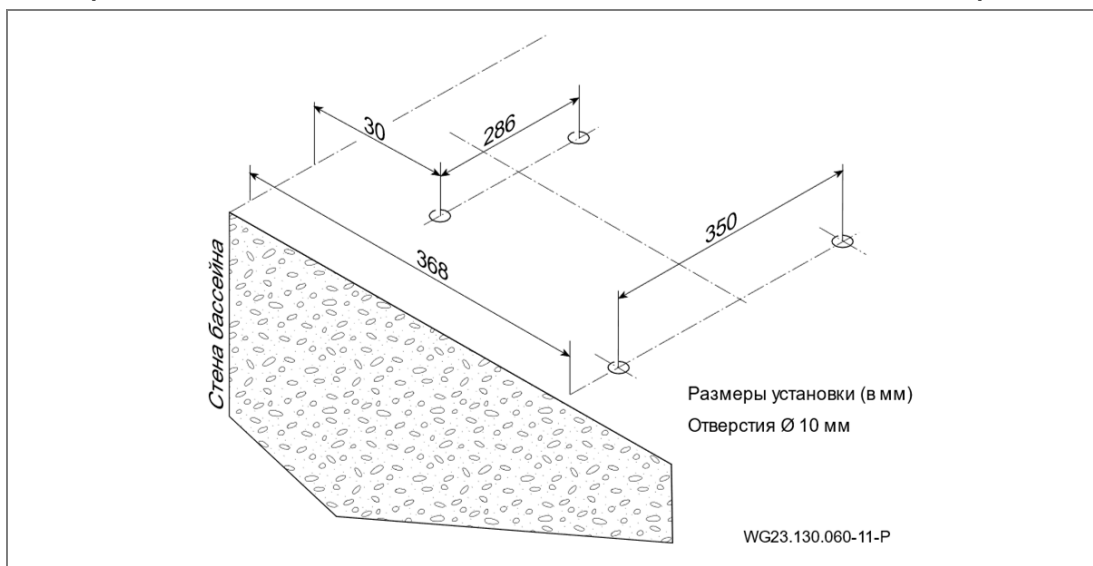 30
286
350
368
Стена бассейна
Размеры установки (в мм)
Отверстия Ø 10 мм
WG23.130.060-11-P